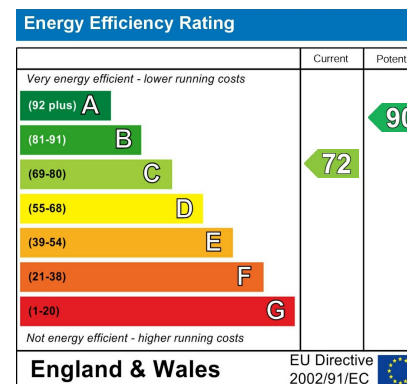 Energy Efficiency Rating
Current
Very energy efficient - lower running costs
(92 plus) A
(81-91) B
(69-80) C
(55-68) D
(39-54) E
(21-38) F
(1-20) G
72
90
Not energy efficient - higher running costs
England & Wales
EU Directive
2002/91/EC